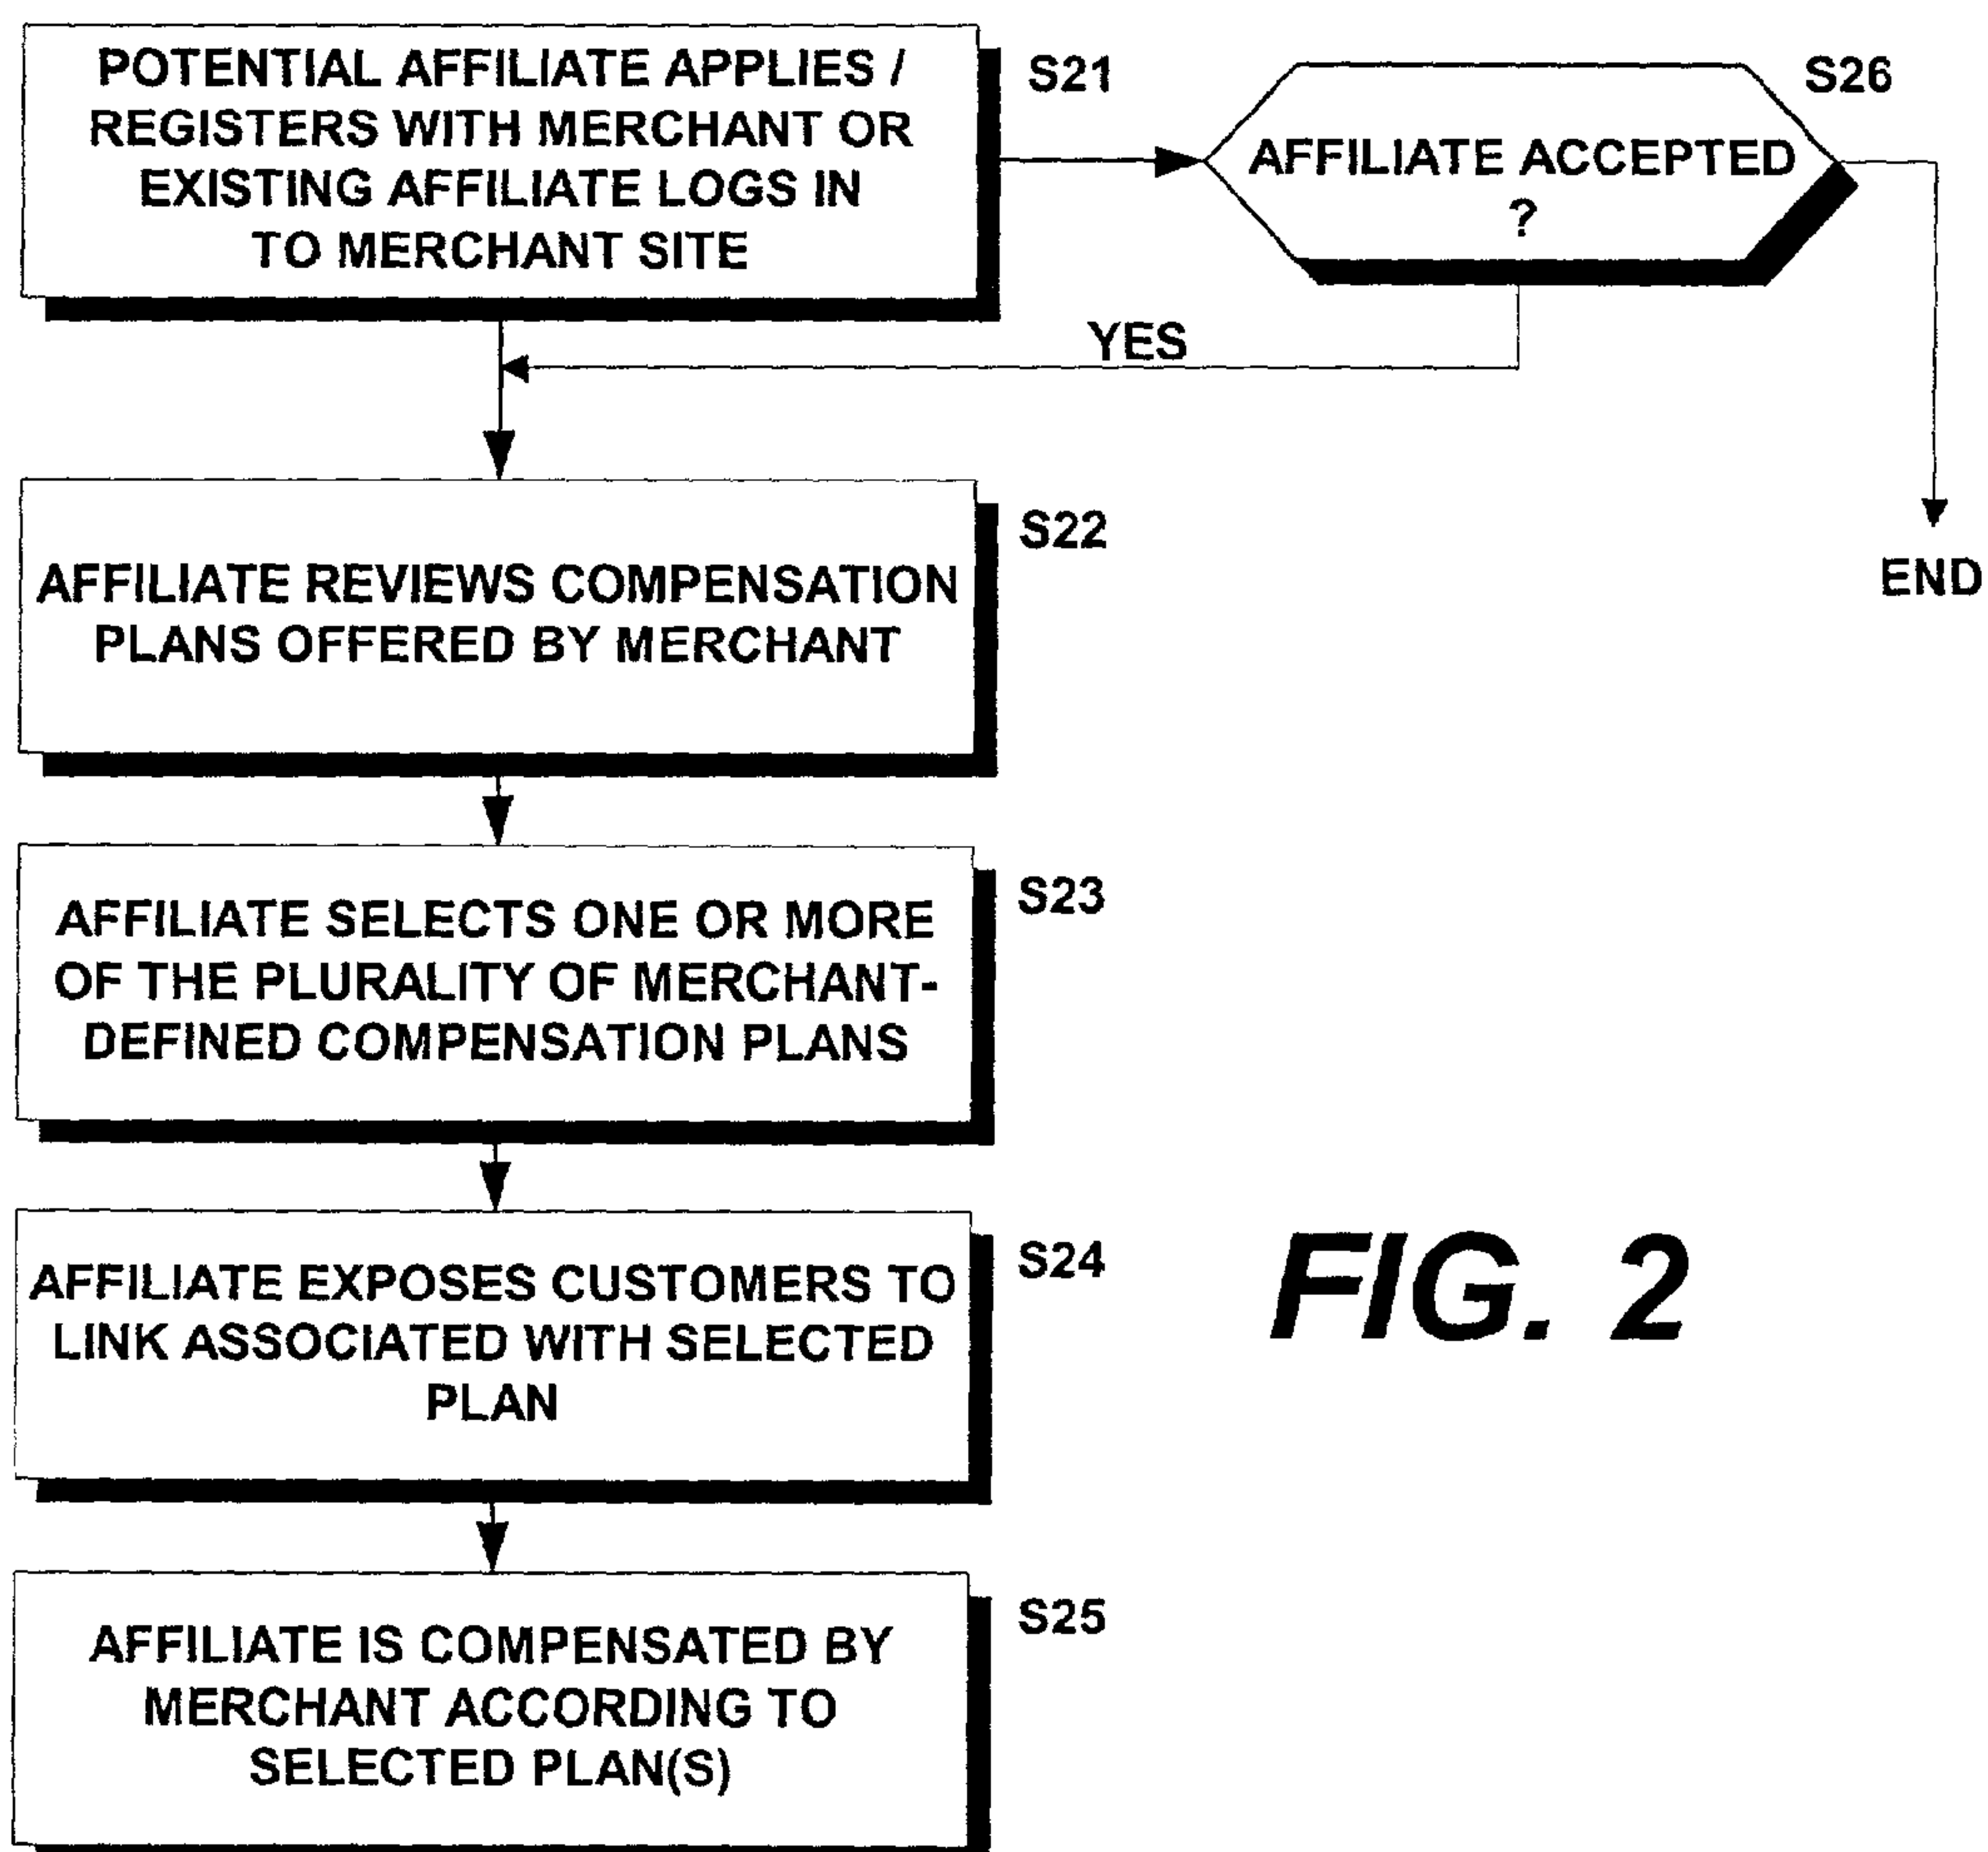 POTENTIAL AFFILIATE APPLIES /
REGISTERS WITH MERCHANT OR
EXISTING AFFILIATE LOGS IN
TO MERCHANT SITE
S21
AFFILIATE ACCEPTED
?
S26
YES
END
AFFILIATE REVIEWS COMPENSATION
PLANS OFFERED BY MERCHANT
S22
AFFILIATE SELECTS ONE OR MORE
OF THE PLURALITY OF MERCHANT-
DEFINED COMPENSATION PLANS
S23
AFFILIATE EXPOSES CUSTOMERS TO
LINK ASSOCIATED WITH SELECTED
PLAN
S24
FIG. 2
AFFILIATE IS COMPENSATED BY
MERCHANT ACCORDING TO
SELECTED PLAN(S)
S25